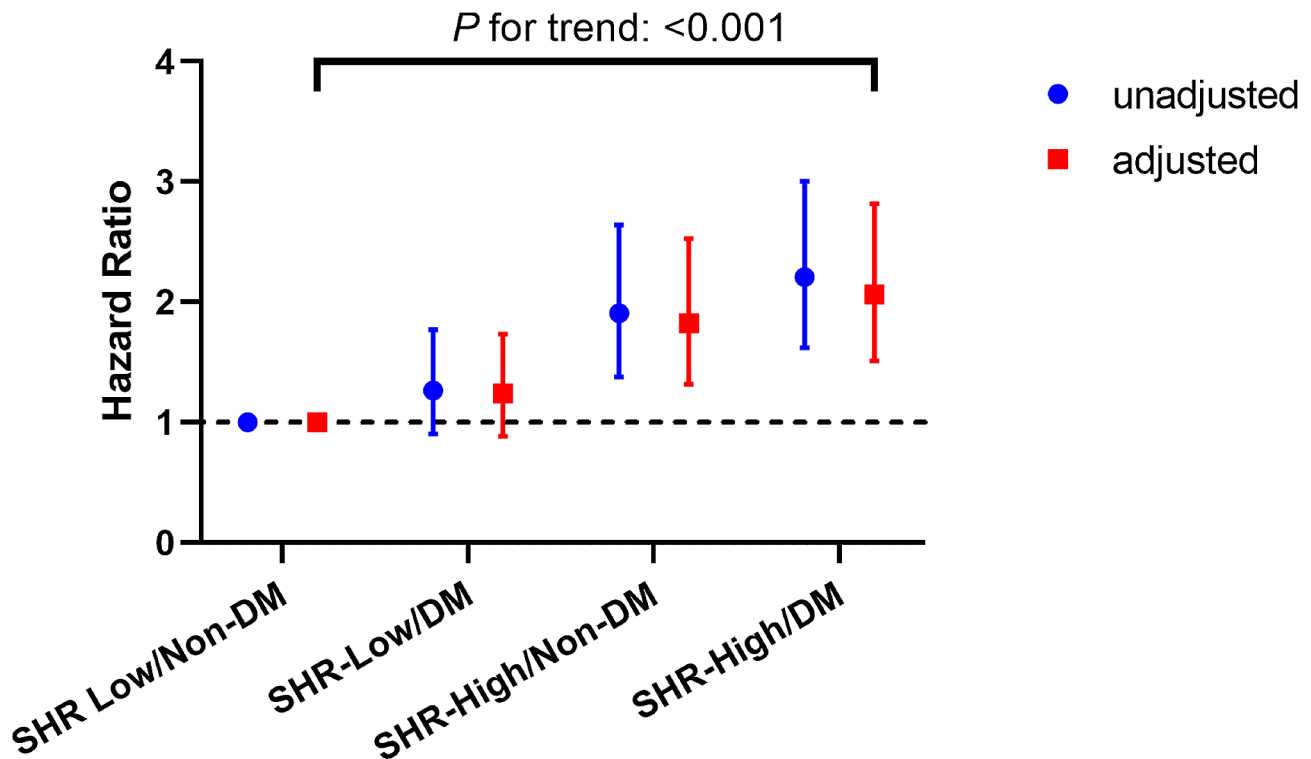 P for trend: <0.001
4
3
2
1
0
Hazard Ratio
SHR Low/Non-DM
SHR-Low/DM
SHR-High/Non-DM
SHR-High/DM
unadjusted
adjusted